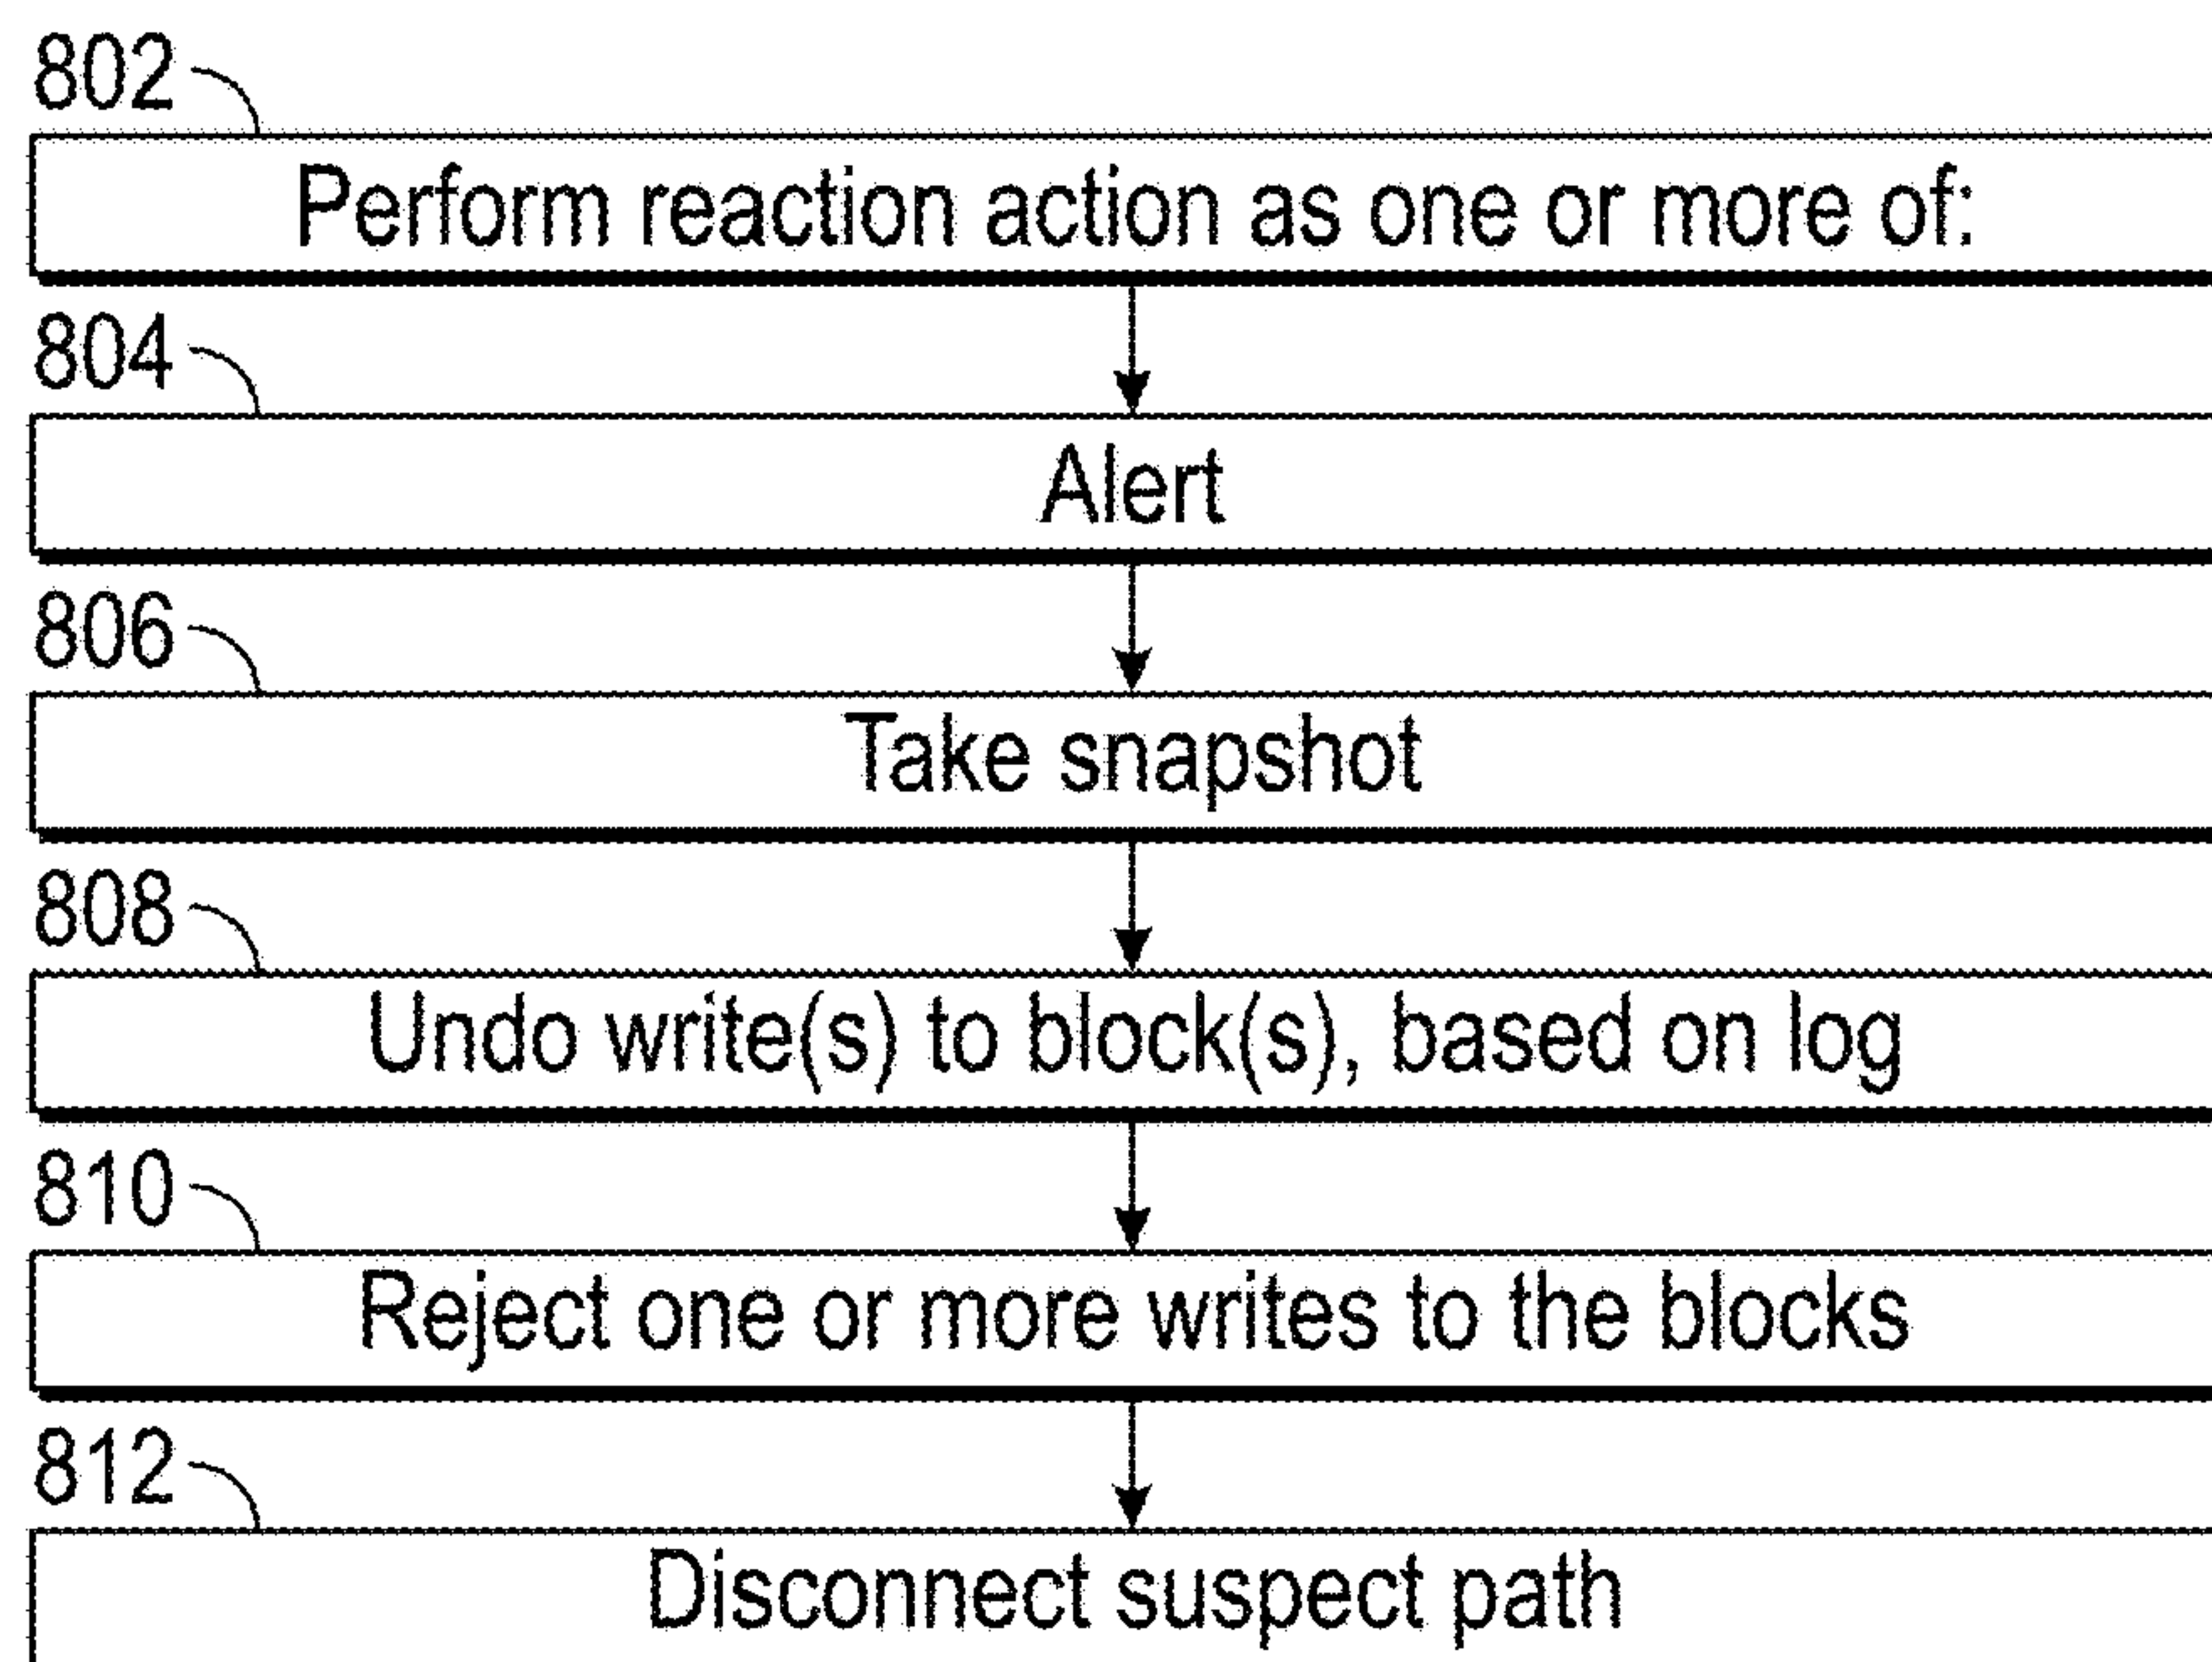 802
Perform reaction action as one or more of:
804
Alert
806
Take snapshot
808
Undo write(s) to block(s), based on log
810
Reject one or more writes to the blocks
812
Disconnect suspect path